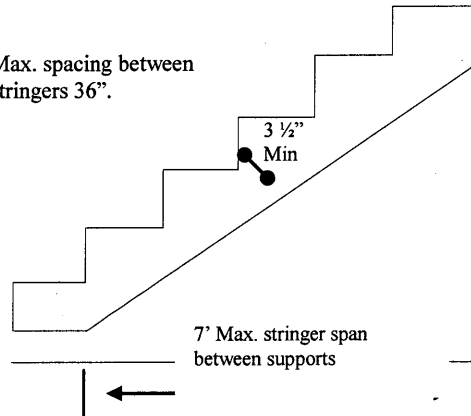 Max. spacing between
stringers 36”.
3 ½”
Min
7’ Max. stringer span
between supports